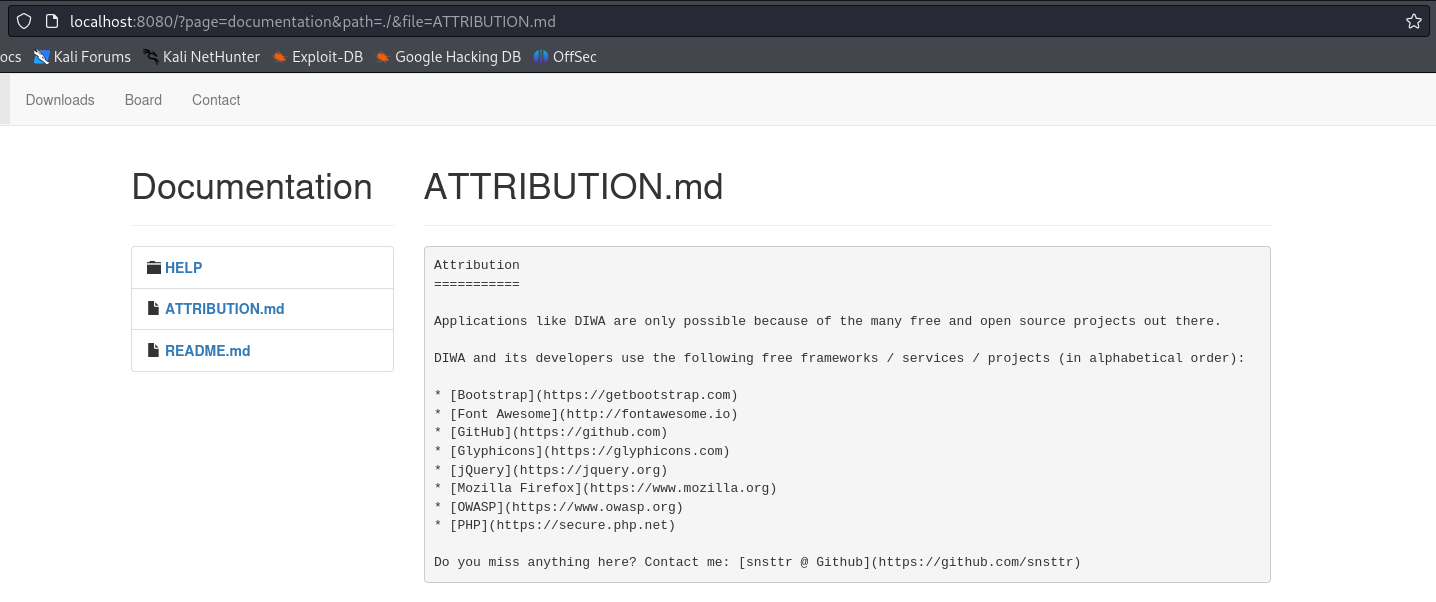 localhost:8080/?page=documentation&path=./&file=ATTRIBUTION.md
ocs Kali Forums Kali NetHunter Exploit-DB Google Hacking DB OffSec
Downloads Board Contact
Documentation
HELP
ATTRIBUTION.md
README.md
ATTRIBUTION.md
Attribution
===========
Applications like DIWA are only possible because of the many free and open source projects out there.
DIWA and its developers use the following free frameworks / services / projects (in alphabetical order):
* [Bootstrap](https://getbootstrap.com)
* [Font Awesome](http://fontawesome.io)
* [GitHub](https://github.com)
* [Glyphicons](https://glyphicons.com)
* [jQuery](https://jquery.org)
* [Mozilla Firefox](https://www.mozilla.org)
* [OWASP](https://www.owasp.org)
* [PHP](https://secure.php.net)
Do you miss anything here? Contact me: [snsttr @ Github](https://github.com/snsttr)